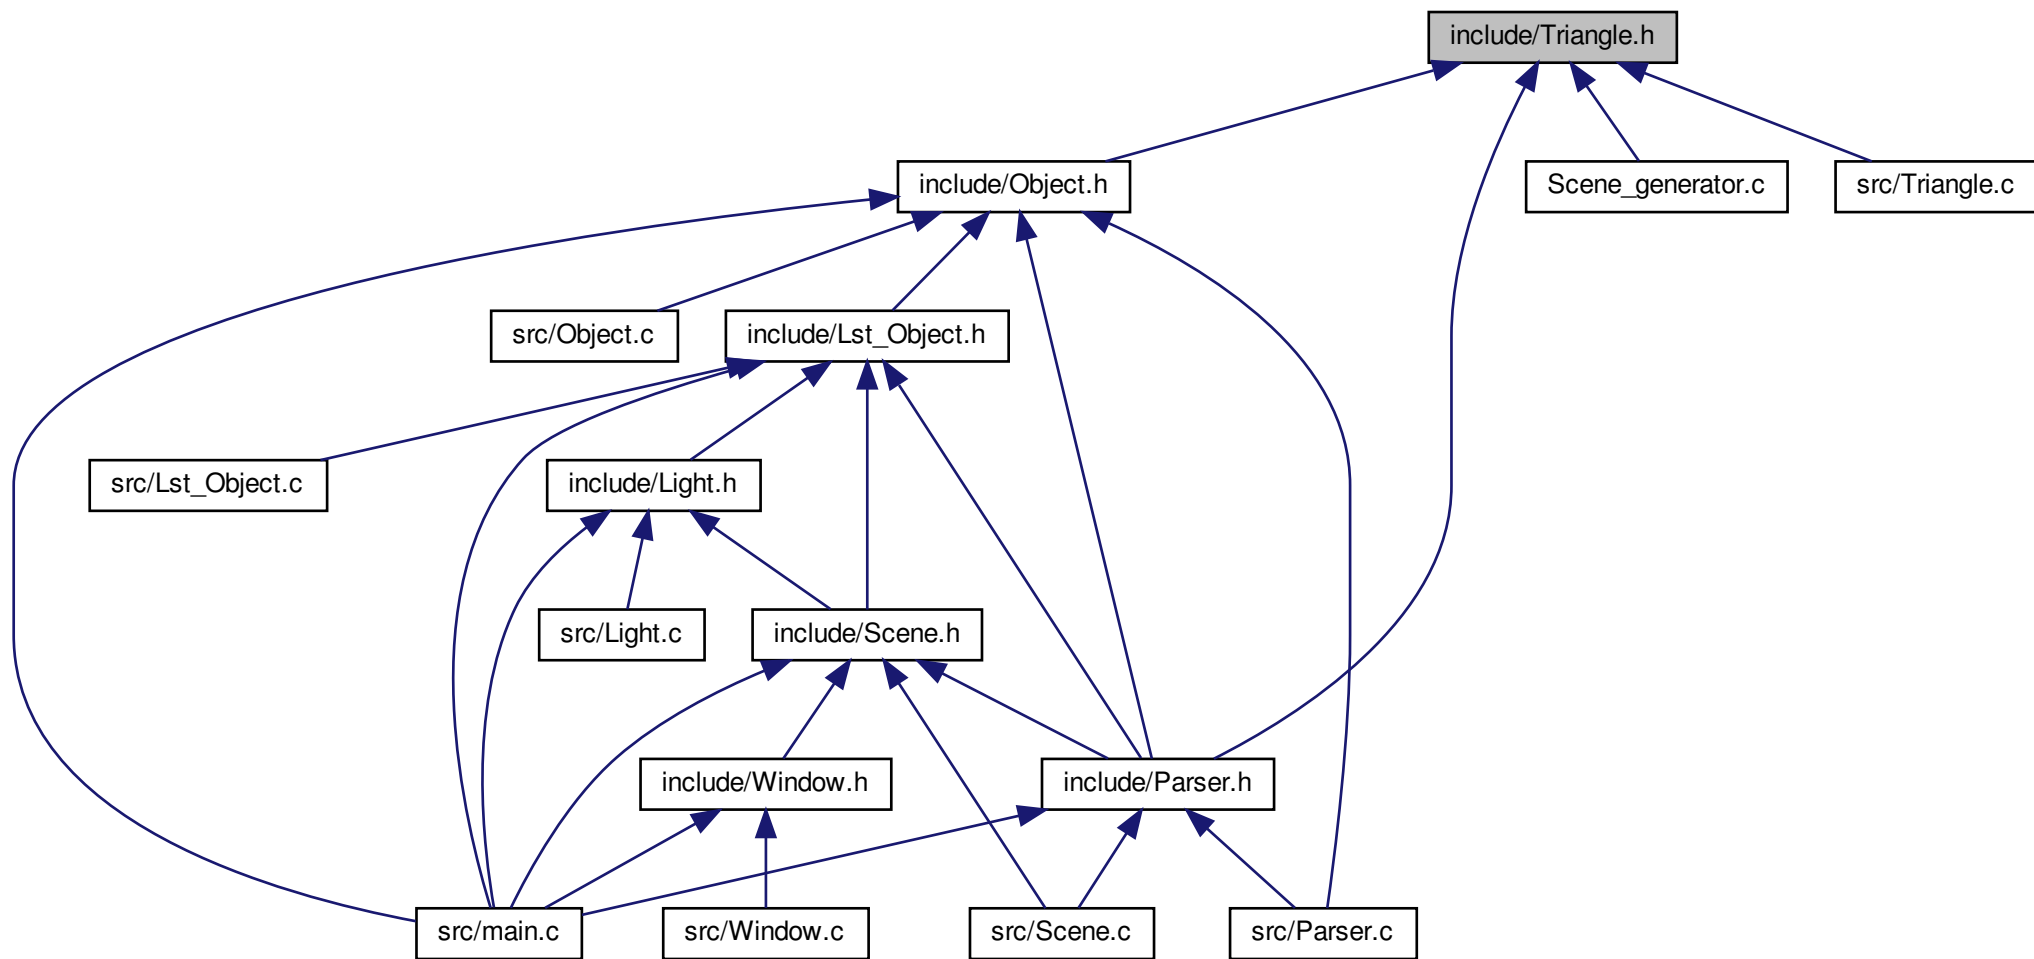 include/Triangle.h
include/Object.h
Scene_generator.c
src/Triangle.c
src/Object.c
include/Lst_Object.h
src/Lst_Object.c
include/Light.h
src/Light.c
include/Scene.h
include/Window.h
include/Parser.h
src/main.c
src/Window.c
src/Scene.c
src/Parser.c